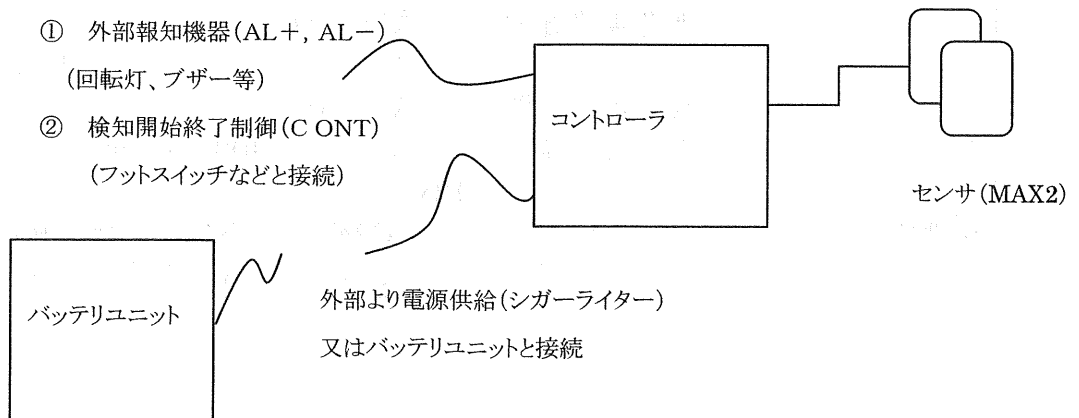 ① 外部報知機器(AL＋, AL－)
(回転灯、ブザー等)
② 検知開始終了制御(C ONT)
(フットスイッチなどと接続)
コントローラ
センサ(MAX2)
バッテリユニット
外部より電源供給(シガーライター)
又はバッテリユニットと接続